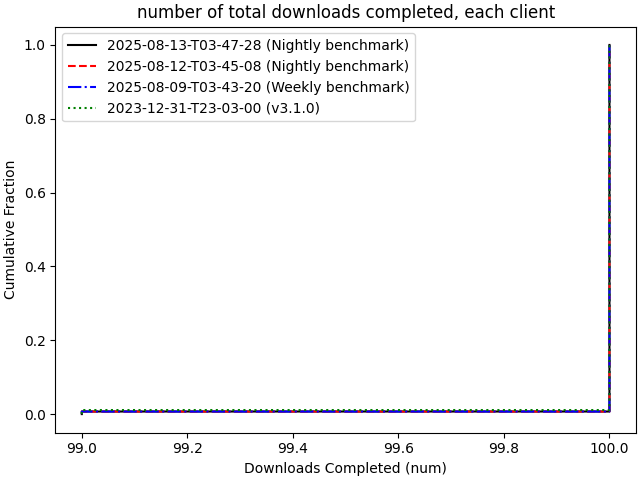 number of total downloads completed, each client
2025-08-13-T03-47-28 (Nightly benchmark)
2025-08-12-T03-45-08 (Nightly benchmark)
2025-08-09-T03-43-20 (Weekly benchmark)
2023-12-31-T23-03-00 (v3.1.0)
Cumulative Fraction
1.0
0.8
0.6
0.4
0.2
0.0
99.0 99.2 99.4 99.6 99.8 100.0
Downloads Completed (num)